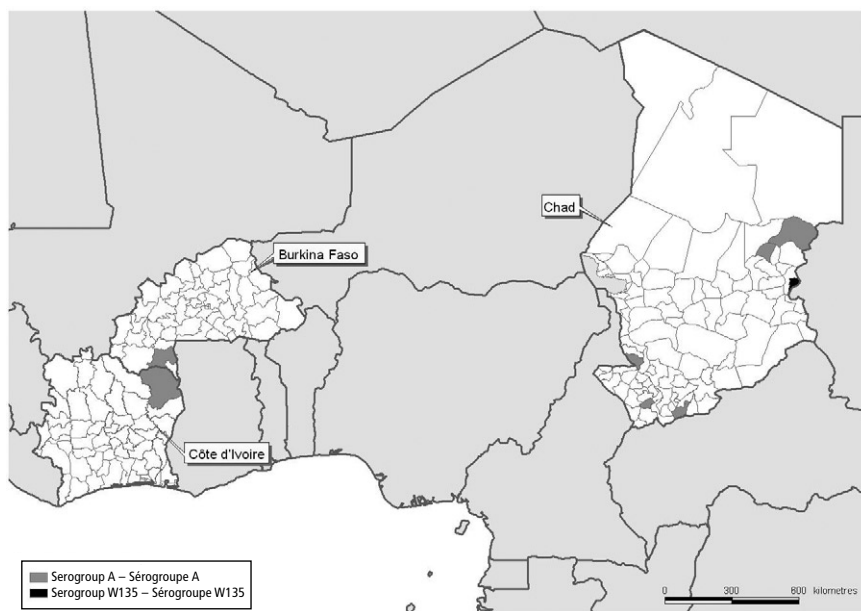 Chad
Burkina Faso
Côte d'Ivoire
Serogroup A – Sérogroupe A
Serogroup W135 – Sérogroupe W135
0 300 600 kilometres